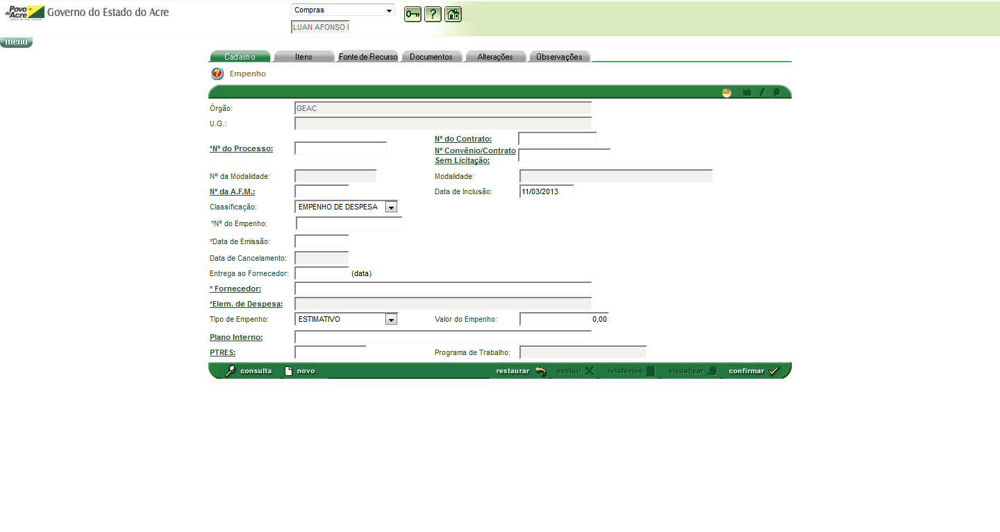 Povo do Acre Governo do Estado do Acre
Compras
LUAN AFONSO
menu
Cadastro Itens Fonte de Recurso Documentos Alterações Observações
Empenho
Órgão: GEAC
U.G.:
*Nº do Processo: Nº do Contrato:
Nº Convênio/Contrato
Sem Licitação:
Nº da Modalidade: Modalidade:
Nº da A.F.M.: Data de Inclusão: 11/03/2013
Classificação: EMPENHO DE DESPESA
*Nº do Empenho:
*Data de Emissão:
Data de Cancelamento:
Entrega ao Fornecedor: (data)
* Fornecedor:
*Elem. de Despesa:
Tipo de Empenho: ESTIMATIVO Valor do Empenho: 0,00
Plano Interno:
PTRES: Programa de Trabalho:
consulta novo restaurar excluir relatórios visualizar confirmar